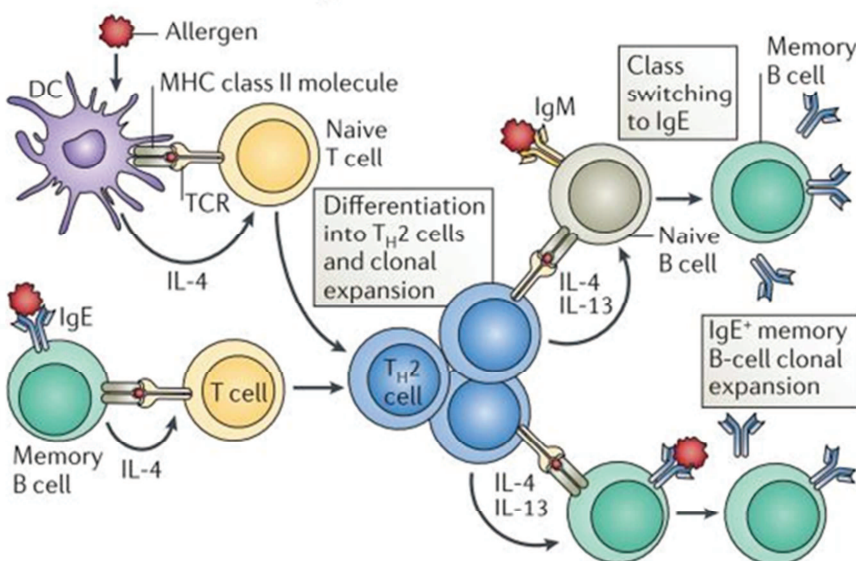 Allergen
DC
MHC class II molecule
Naive
T cell
TCR
IL-4
Differentiation
into TH2 cells
and clonal
expansion
IgM
Class
switching
to IgE
Memory
B cell
Naive
B cell
IL-4
IL-13
IgE
T cell
Memory
B cell
IL-4
TH2
cell
IgE+ memory
B-cell clonal
expansion
IL-4
IL-13